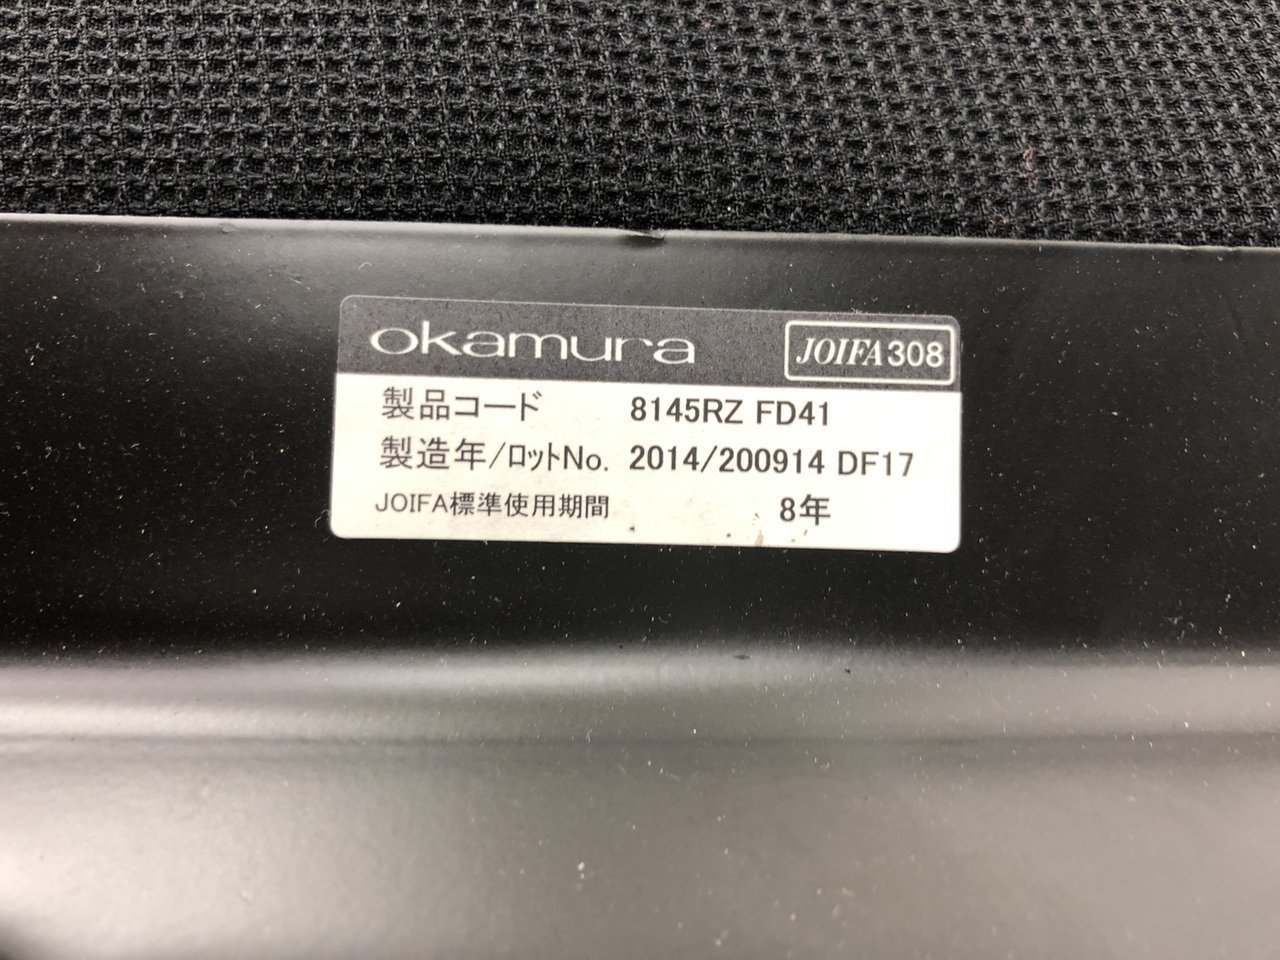 okamura JOIFA308
製品コード 8145RZ FD41
製造年/ロットNo. 2014/200914 DF17
JOIFA標準使用期間 8年